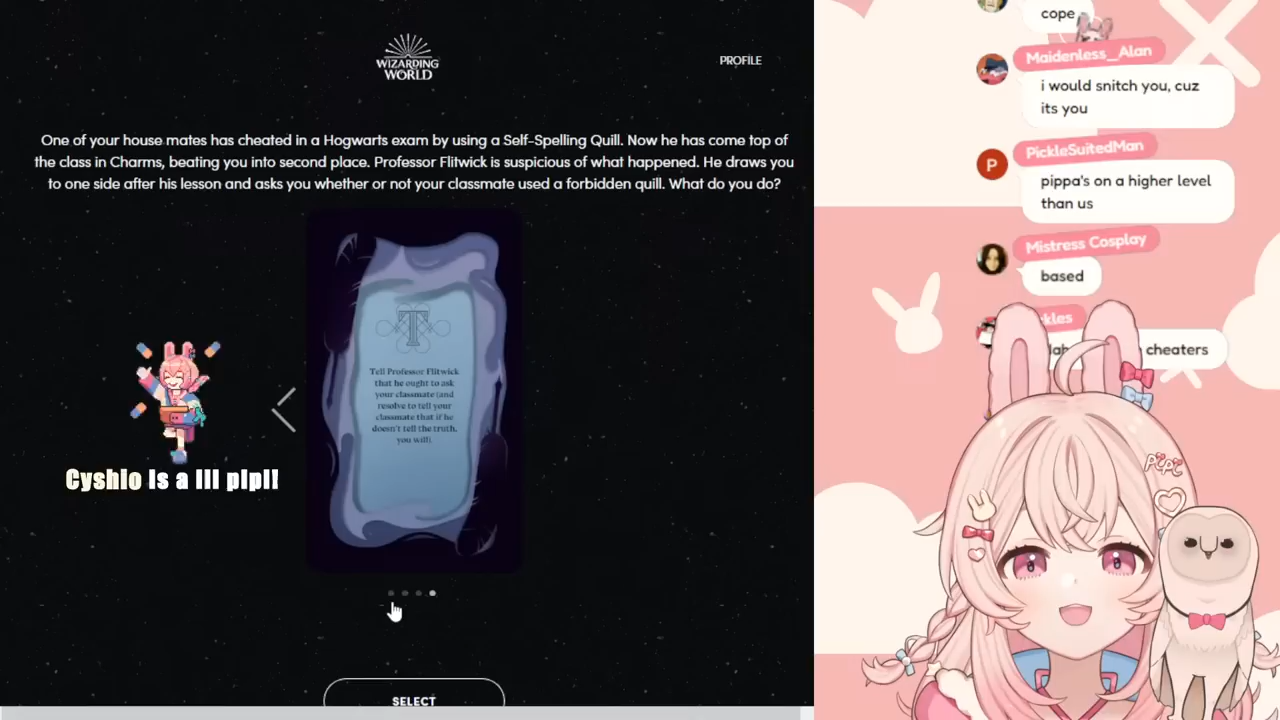 WIZARDING
WORLD
PROFILE
One of your house mates has cheated in a Hogwarts exam by using a Self-Spelling Quill. Now he has come top of
the class in Charms, beating you into second place. Professor Flitwick is suspicious of what happened. He draws you
to one side after his lesson and asks you whether or not your classmate used a forbidden quill. What do you do?
T
Tell Professor Flitwick
that he ought to ask
your classmate (and
resolve to tell your
classmate that if he
doesn't tell the truth,
you will).
Cyshio is a lil pipi!
SELECT
cope
Maidenless__Alan
i would snitch you, cuz
its you
P
PickleSuitedMan
pippa's on a higher level
than us
Mistress Cosplay
based
cheaters
PiPi